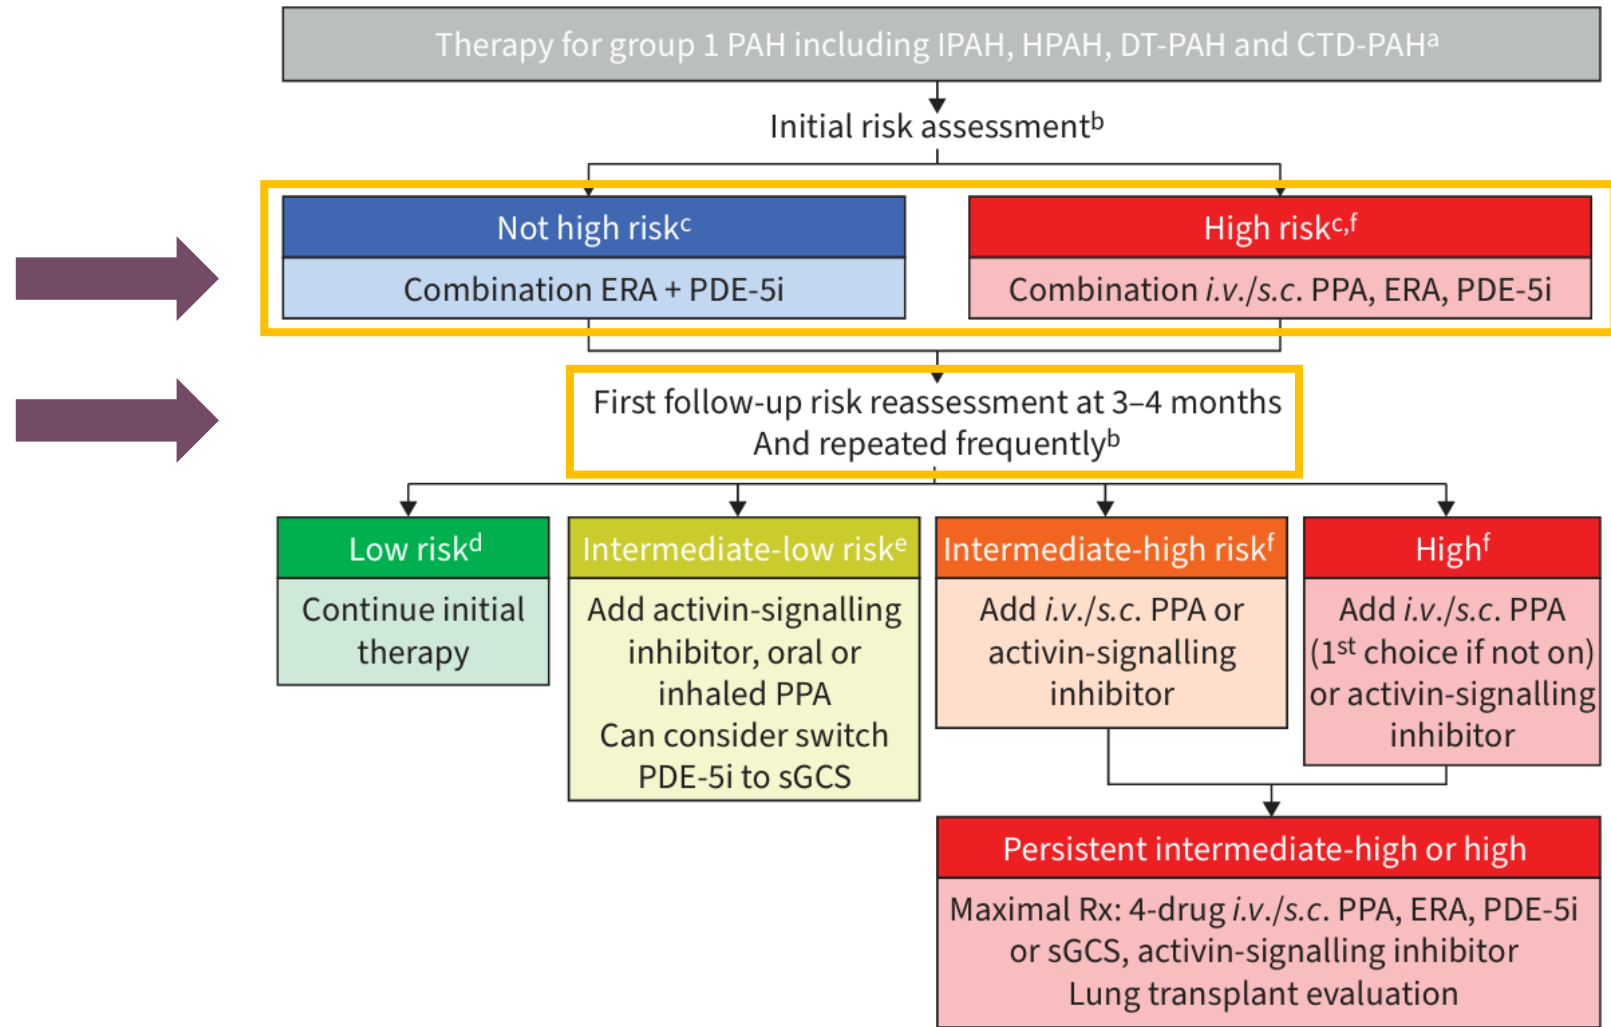 Therapy for group 1 PAH including IPAH, HPAH, DT-PAH and CTD-PAHᵃ
Initial risk assessmentᵇ
Not high riskᶜ
Combination ERA + PDE-5i
High riskᶜ,ᶠ
Combination i.v./s.c. PPA, ERA, PDE-5i
First follow-up risk reassessment at 3–4 months
And repeated frequentlyᵇ
Low riskᵈ
Continue initial
therapy
Intermediate-low riskᵉ
Add activin-signalling
inhibitor, oral or
inhaled PPA
Can consider switch
PDE-5i to sGCS
Intermediate-high riskᶠ
Add i.v./s.c. PPA or
activin-signalling
inhibitor
Highᶠ
Add i.v./s.c. PPA
(1ˢᵗ choice if not on)
or activin-signalling
inhibitor
Persistent intermediate-high or high
Maximal Rx: 4-drug i.v./s.c. PPA, ERA, PDE-5i
or sGCS, activin-signalling inhibitor
Lung transplant evaluation